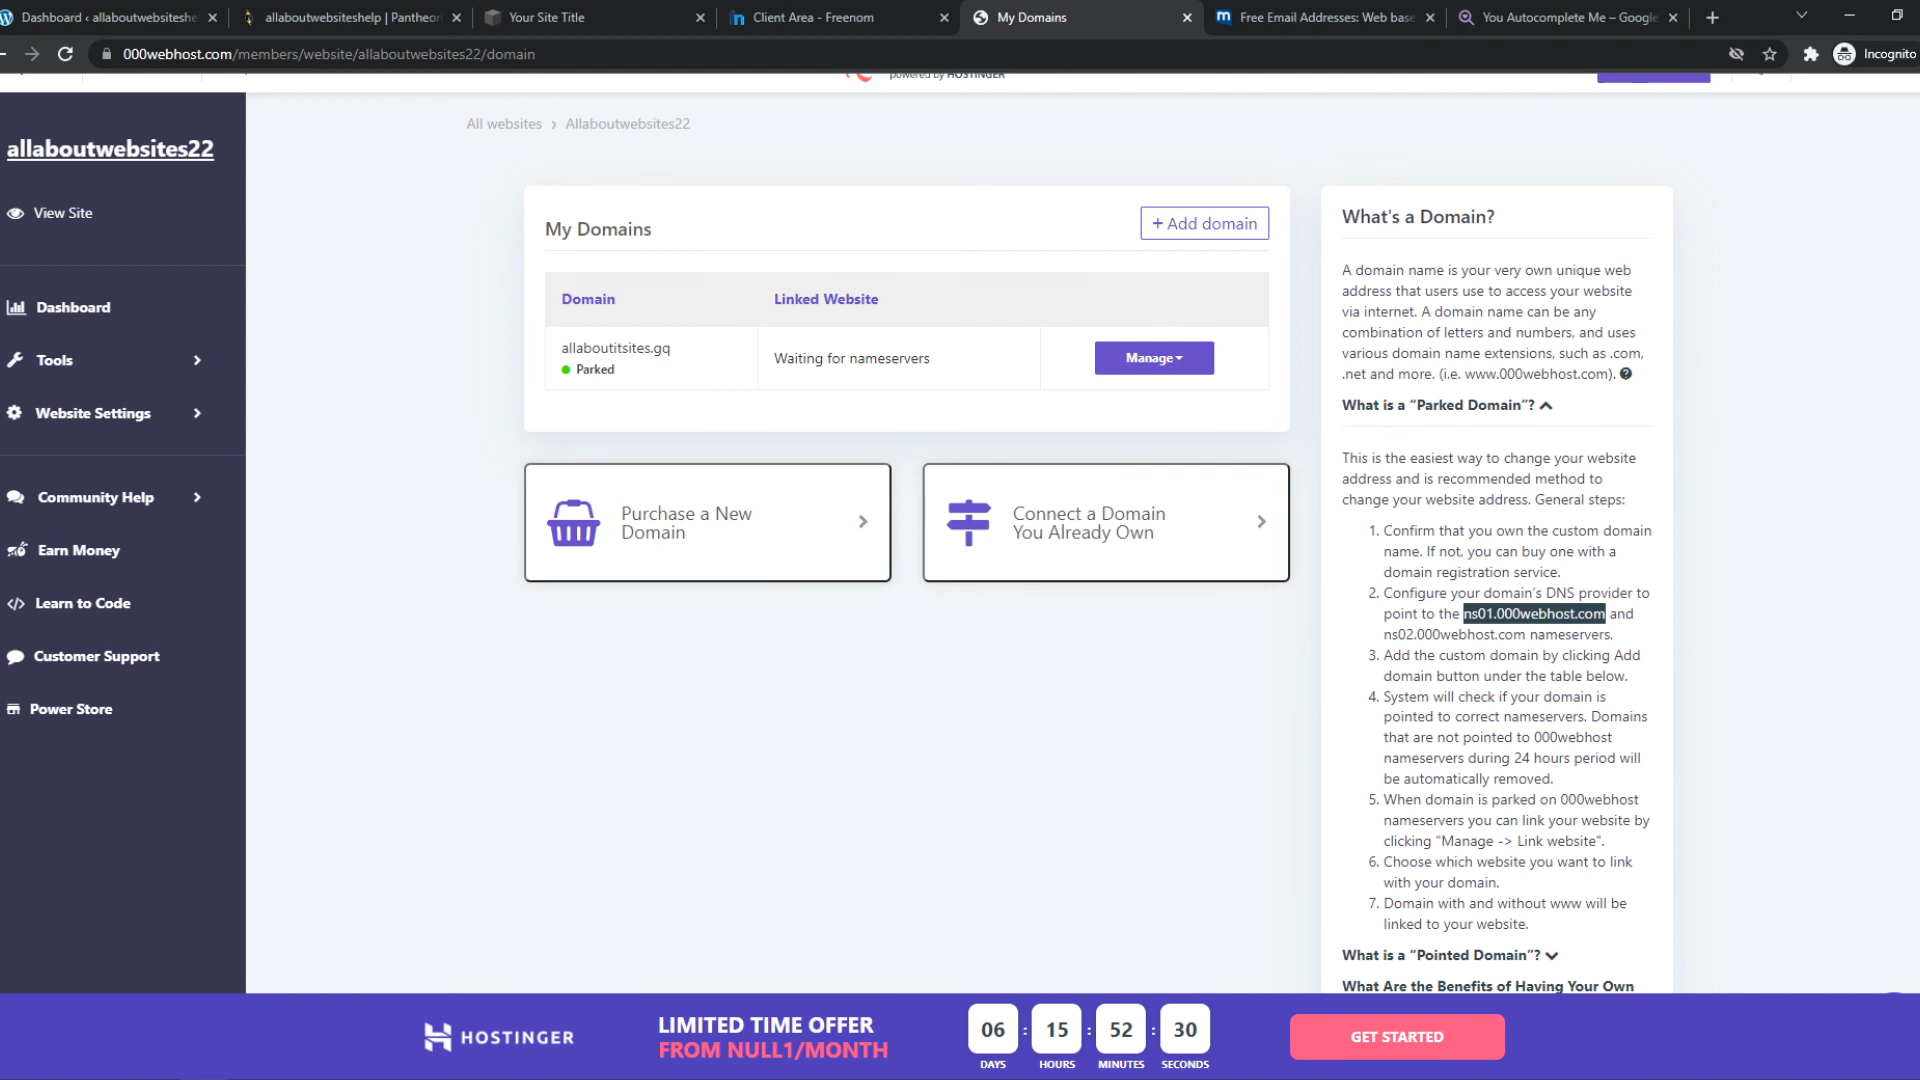 Dashboard ‹ allaboutwebsiteshe
allaboutwebsiteshelp | Pantheon
Your Site Title
Client Area - Freenom
My Domains
Free Email Addresses: Web base
You Autocomplete Me – Google
000webhost.com/members/website/allaboutwebsites22/domain
Incognito
powered by HOSTINGER
allaboutwebsites22
View Site
Dashboard
Tools
Website Settings
Community Help
Earn Money
Learn to Code
Customer Support
Power Store
All websites › Allaboutwebsites22
My Domains
+ Add domain
Domain
Linked Website
allaboutitsites.gq
Parked
Waiting for nameservers
Manage
Purchase a New
Domain
Connect a Domain
You Already Own
What's a Domain?
A domain name is your very own unique web
address that users use to access your website
via internet. A domain name can be any
combination of letters and numbers, and uses
various domain name extensions, such as .com,
.net and more. (i.e. www.000webhost.com).
What is a “Parked Domain”?
This is the easiest way to change your website
address and is recommended method to
change your website address. General steps:
1. Confirm that you own the custom domain
name. If not, you can buy one with a
domain registration service.
2. Configure your domain’s DNS provider to
point to the ns01.000webhost.com and
ns02.000webhost.com nameservers.
3. Add the custom domain by clicking Add
domain button under the table below.
4. System will check if your domain is
pointed to correct nameservers. Domains
that are not pointed to 000webhost
nameservers during 24 hours period will
be automatically removed.
5. When domain is parked on 000webhost
nameservers you can link your website by
clicking "Manage -> Link website".
6. Choose which website you want to link
with your domain.
7. Domain with and without www will be
linked to your website.
What is a “Pointed Domain”?
What Are the Benefits of Having Your Own
HOSTINGER
LIMITED TIME OFFER
FROM NULL1/MONTH
06 : 15 : 52 : 30
DAYS HOURS MINUTES SECONDS
GET STARTED